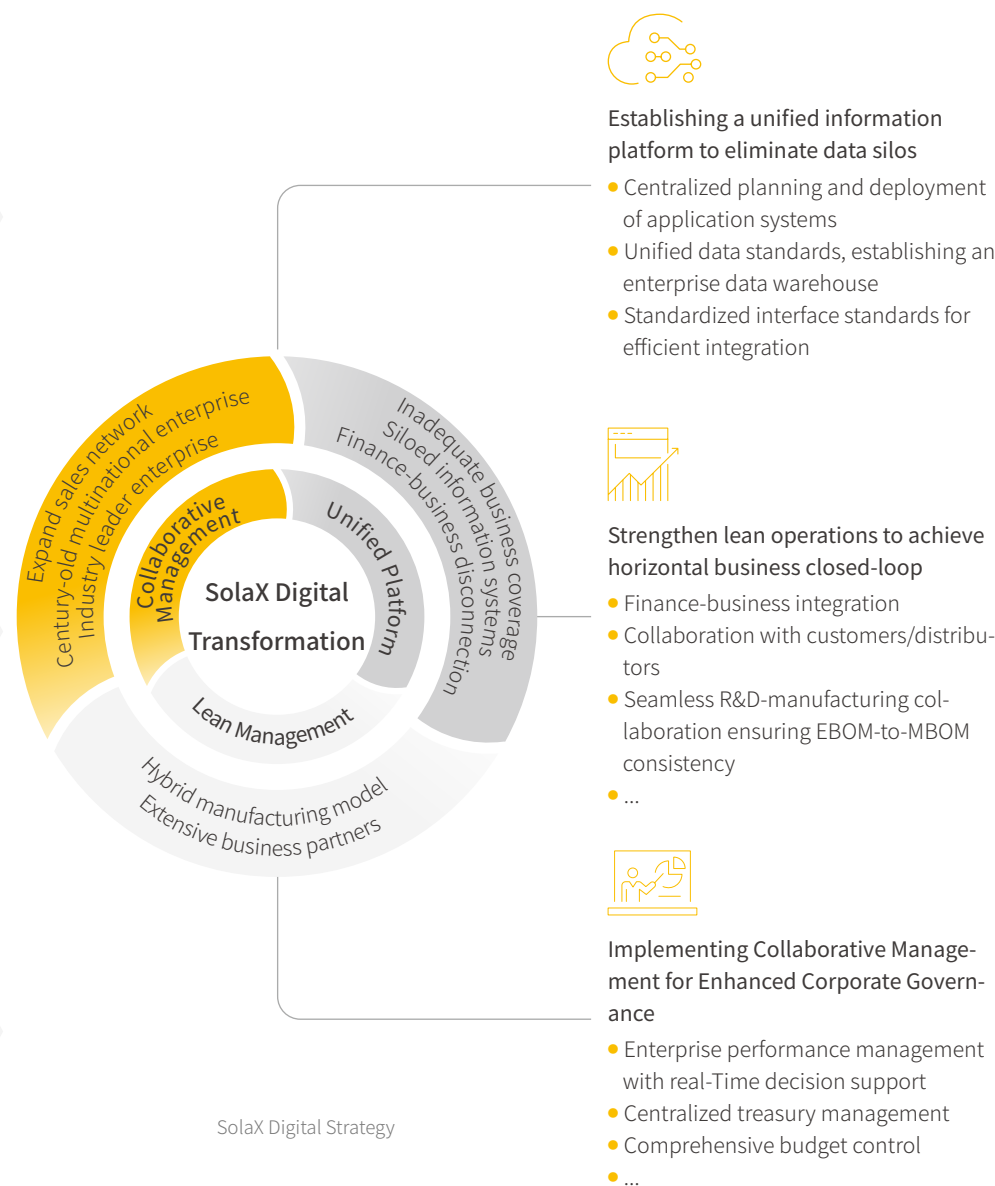 Expand sales network
Century-old multinational enterprise
Industry leader enterprise
Inadequate business coverage
Siloed information systems
Finance-business disconnection
Collaborative
Management
Unified Platform
SolaX Digital
Transformation
Lean Management
Hybrid manufacturing model
Extensive business partners
SolaX Digital Strategy
Establishing a unified information
platform to eliminate data silos
• Centralized planning and deployment
of application systems
• Unified data standards, establishing an
enterprise data warehouse
• Standardized interface standards for
efficient integration
Strengthen lean operations to achieve
horizontal business closed-loop
• Finance-business integration
• Collaboration with customers/distribu-
tors
• Seamless R&D-manufacturing col-
laboration ensuring EBOM-to-MBOM
consistency
• ...
Implementing Collaborative Manage-
ment for Enhanced Corporate Govern-
ance
• Enterprise performance management
with real-Time decision support
• Centralized treasury management
• Comprehensive budget control
• ...